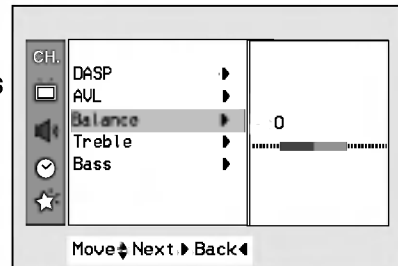 s
CH.
DASP
AVL
Balance
0
Treble
Bass
Move Next Back